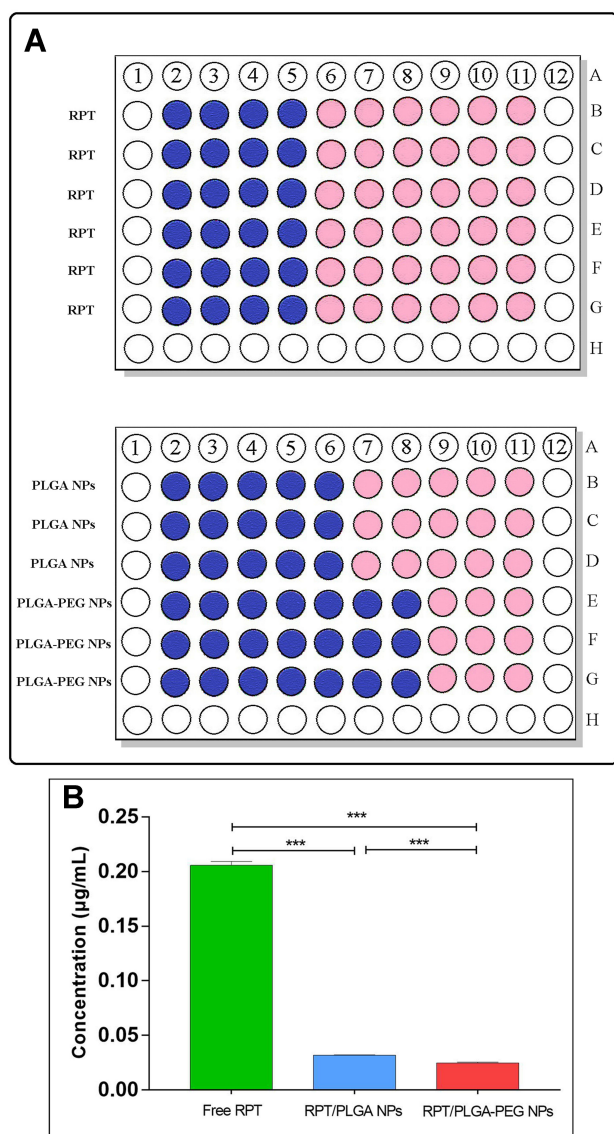 A
1 2 3 4 5 6 7 8 9 10 11 12 A
RPT B
RPT C
RPT D
RPT E
RPT F
RPT G
H
1 2 3 4 5 6 7 8 9 10 11 12 A
PLGA NPs B
PLGA NPs C
PLGA NPs D
PLGA-PEG NPs E
PLGA-PEG NPs F
PLGA-PEG NPs G
H
B
Concentration (µg/mL)
0.25
0.20
0.15
0.10
0.05
0.00
***
*** ***
Free RPT RPT/PLGA NPs RPT/PLGA-PEG NPs